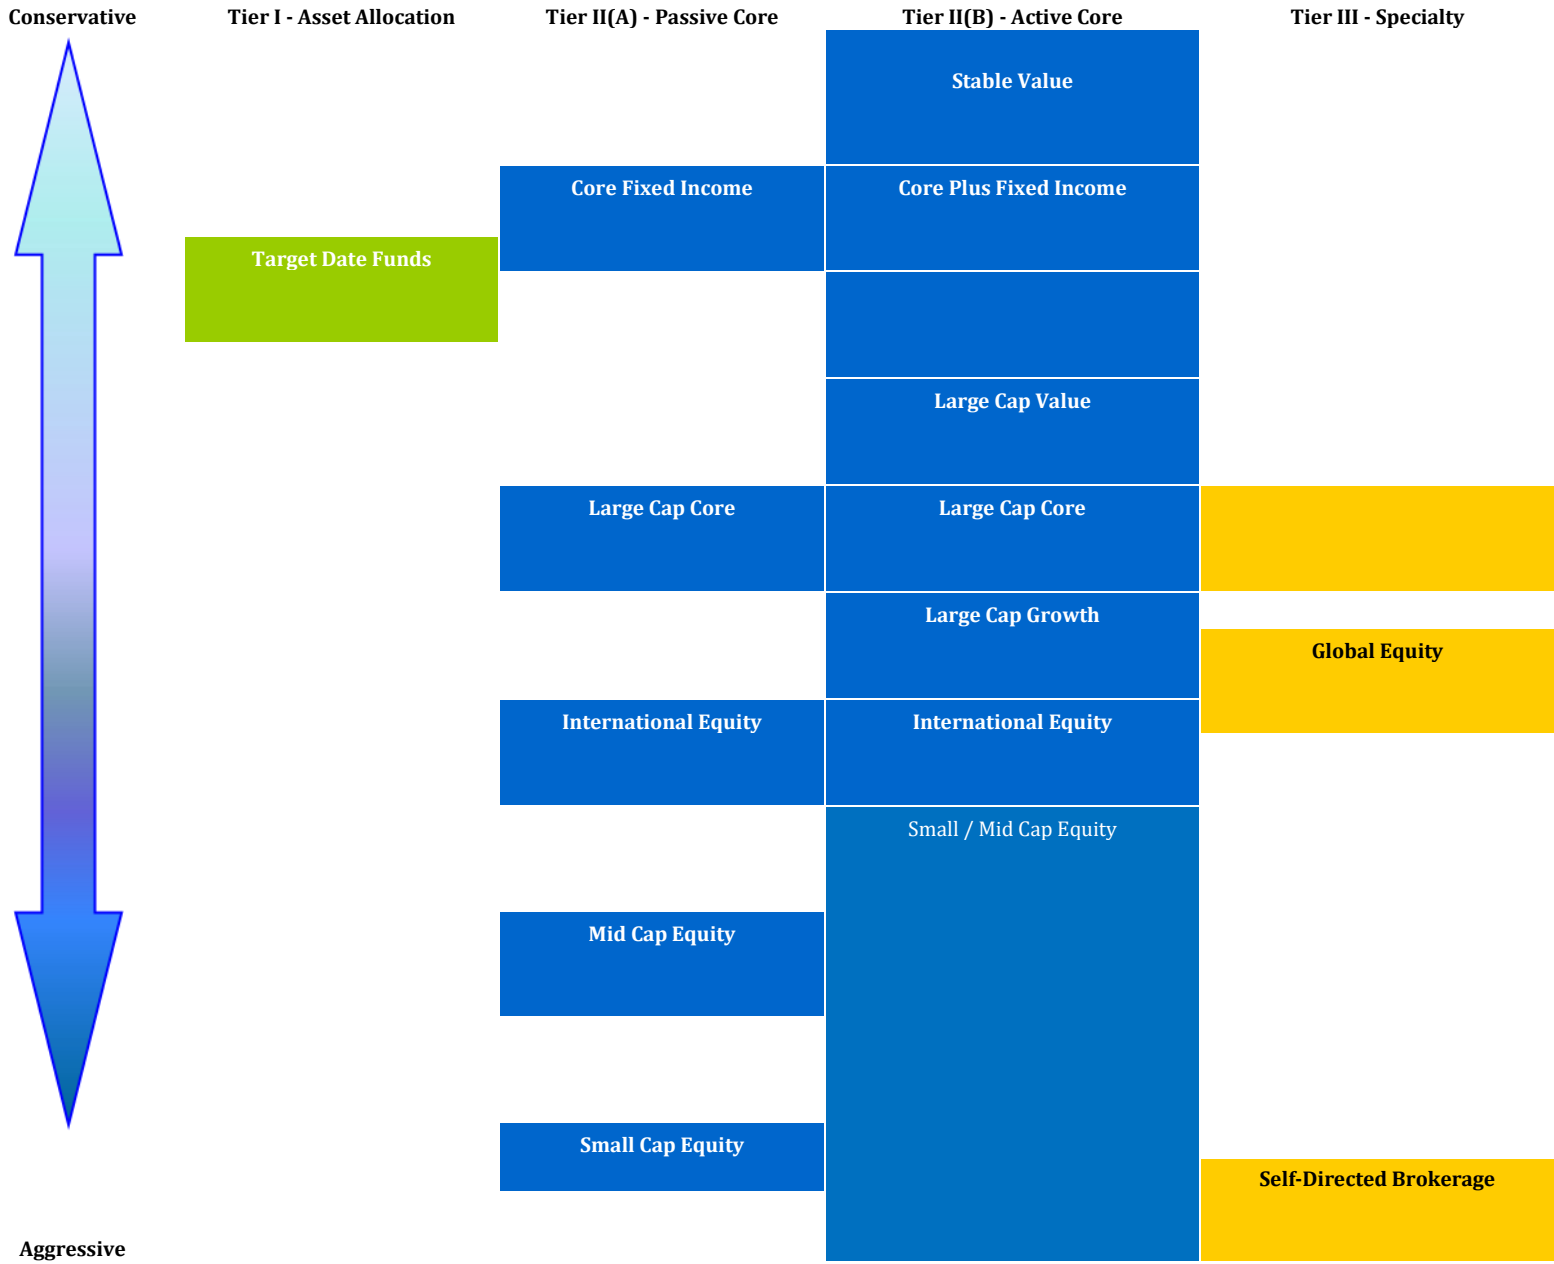 Conservative
Tier I - Asset Allocation
Tier II(A) - Passive Core
Tier II(B) - Active Core
Tier III - Specialty
Stable Value
Core Fixed Income
Core Plus Fixed Income
Target Date Funds
Large Cap Value
Large Cap Core
Large Cap Core
Large Cap Growth
Global Equity
International Equity
International Equity
Small / Mid Cap Equity
Mid Cap Equity
Small Cap Equity
Self-Directed Brokerage
Aggressive